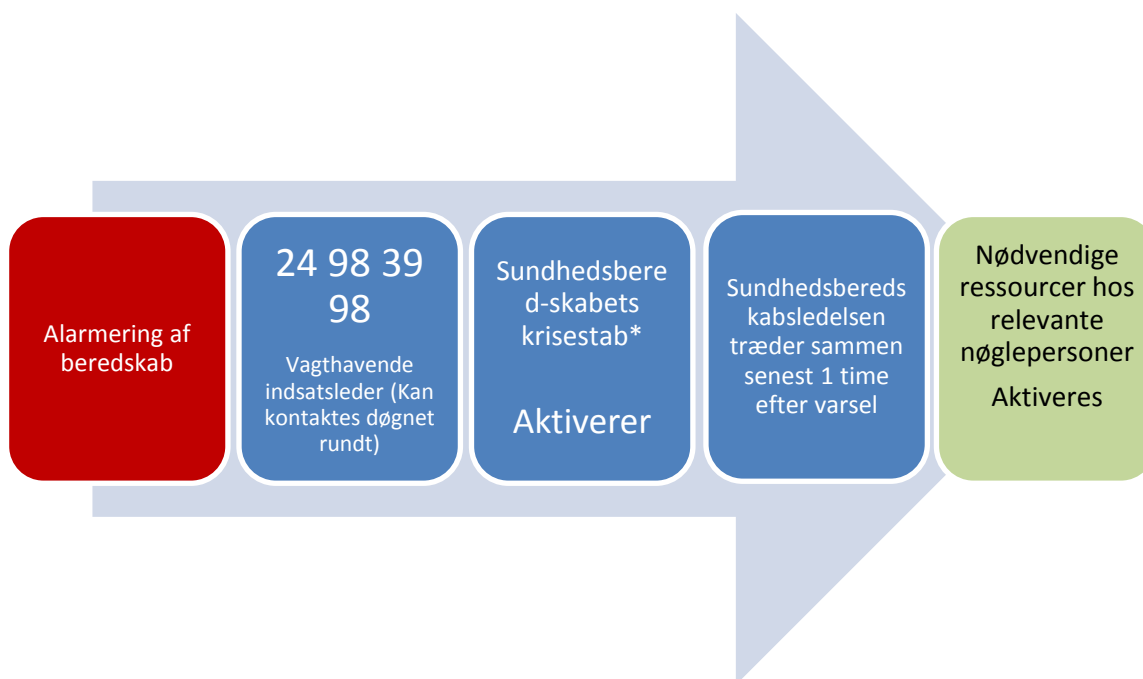 Alarmering af
beredskab
24 98 39
98
Vagthavende
indsatsleder (Kan
kontaktes døgnet
rundt)
Sundhedsbere
d-skabets
krisestab*
Aktiverer
Sundhedsbereds
kabsledelsen
træder sammen
senest 1 time
efter varsel
Nødvendige
ressourcer hos
relevante
nøglepersoner
Aktiveres